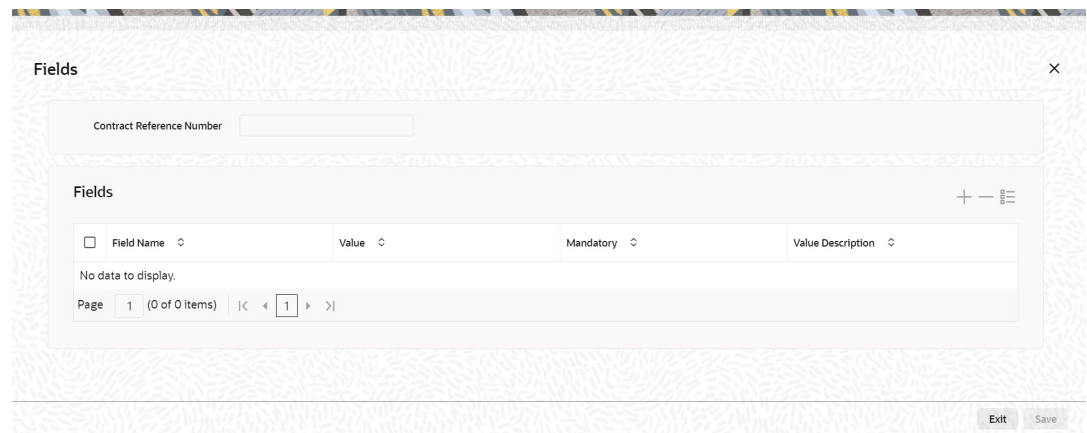 Fields
Contract Reference Number
Fields
Field Name Value Mandatory Value Description
No data to display.
Page 1 (0 of 0 items) 1
Exit Save